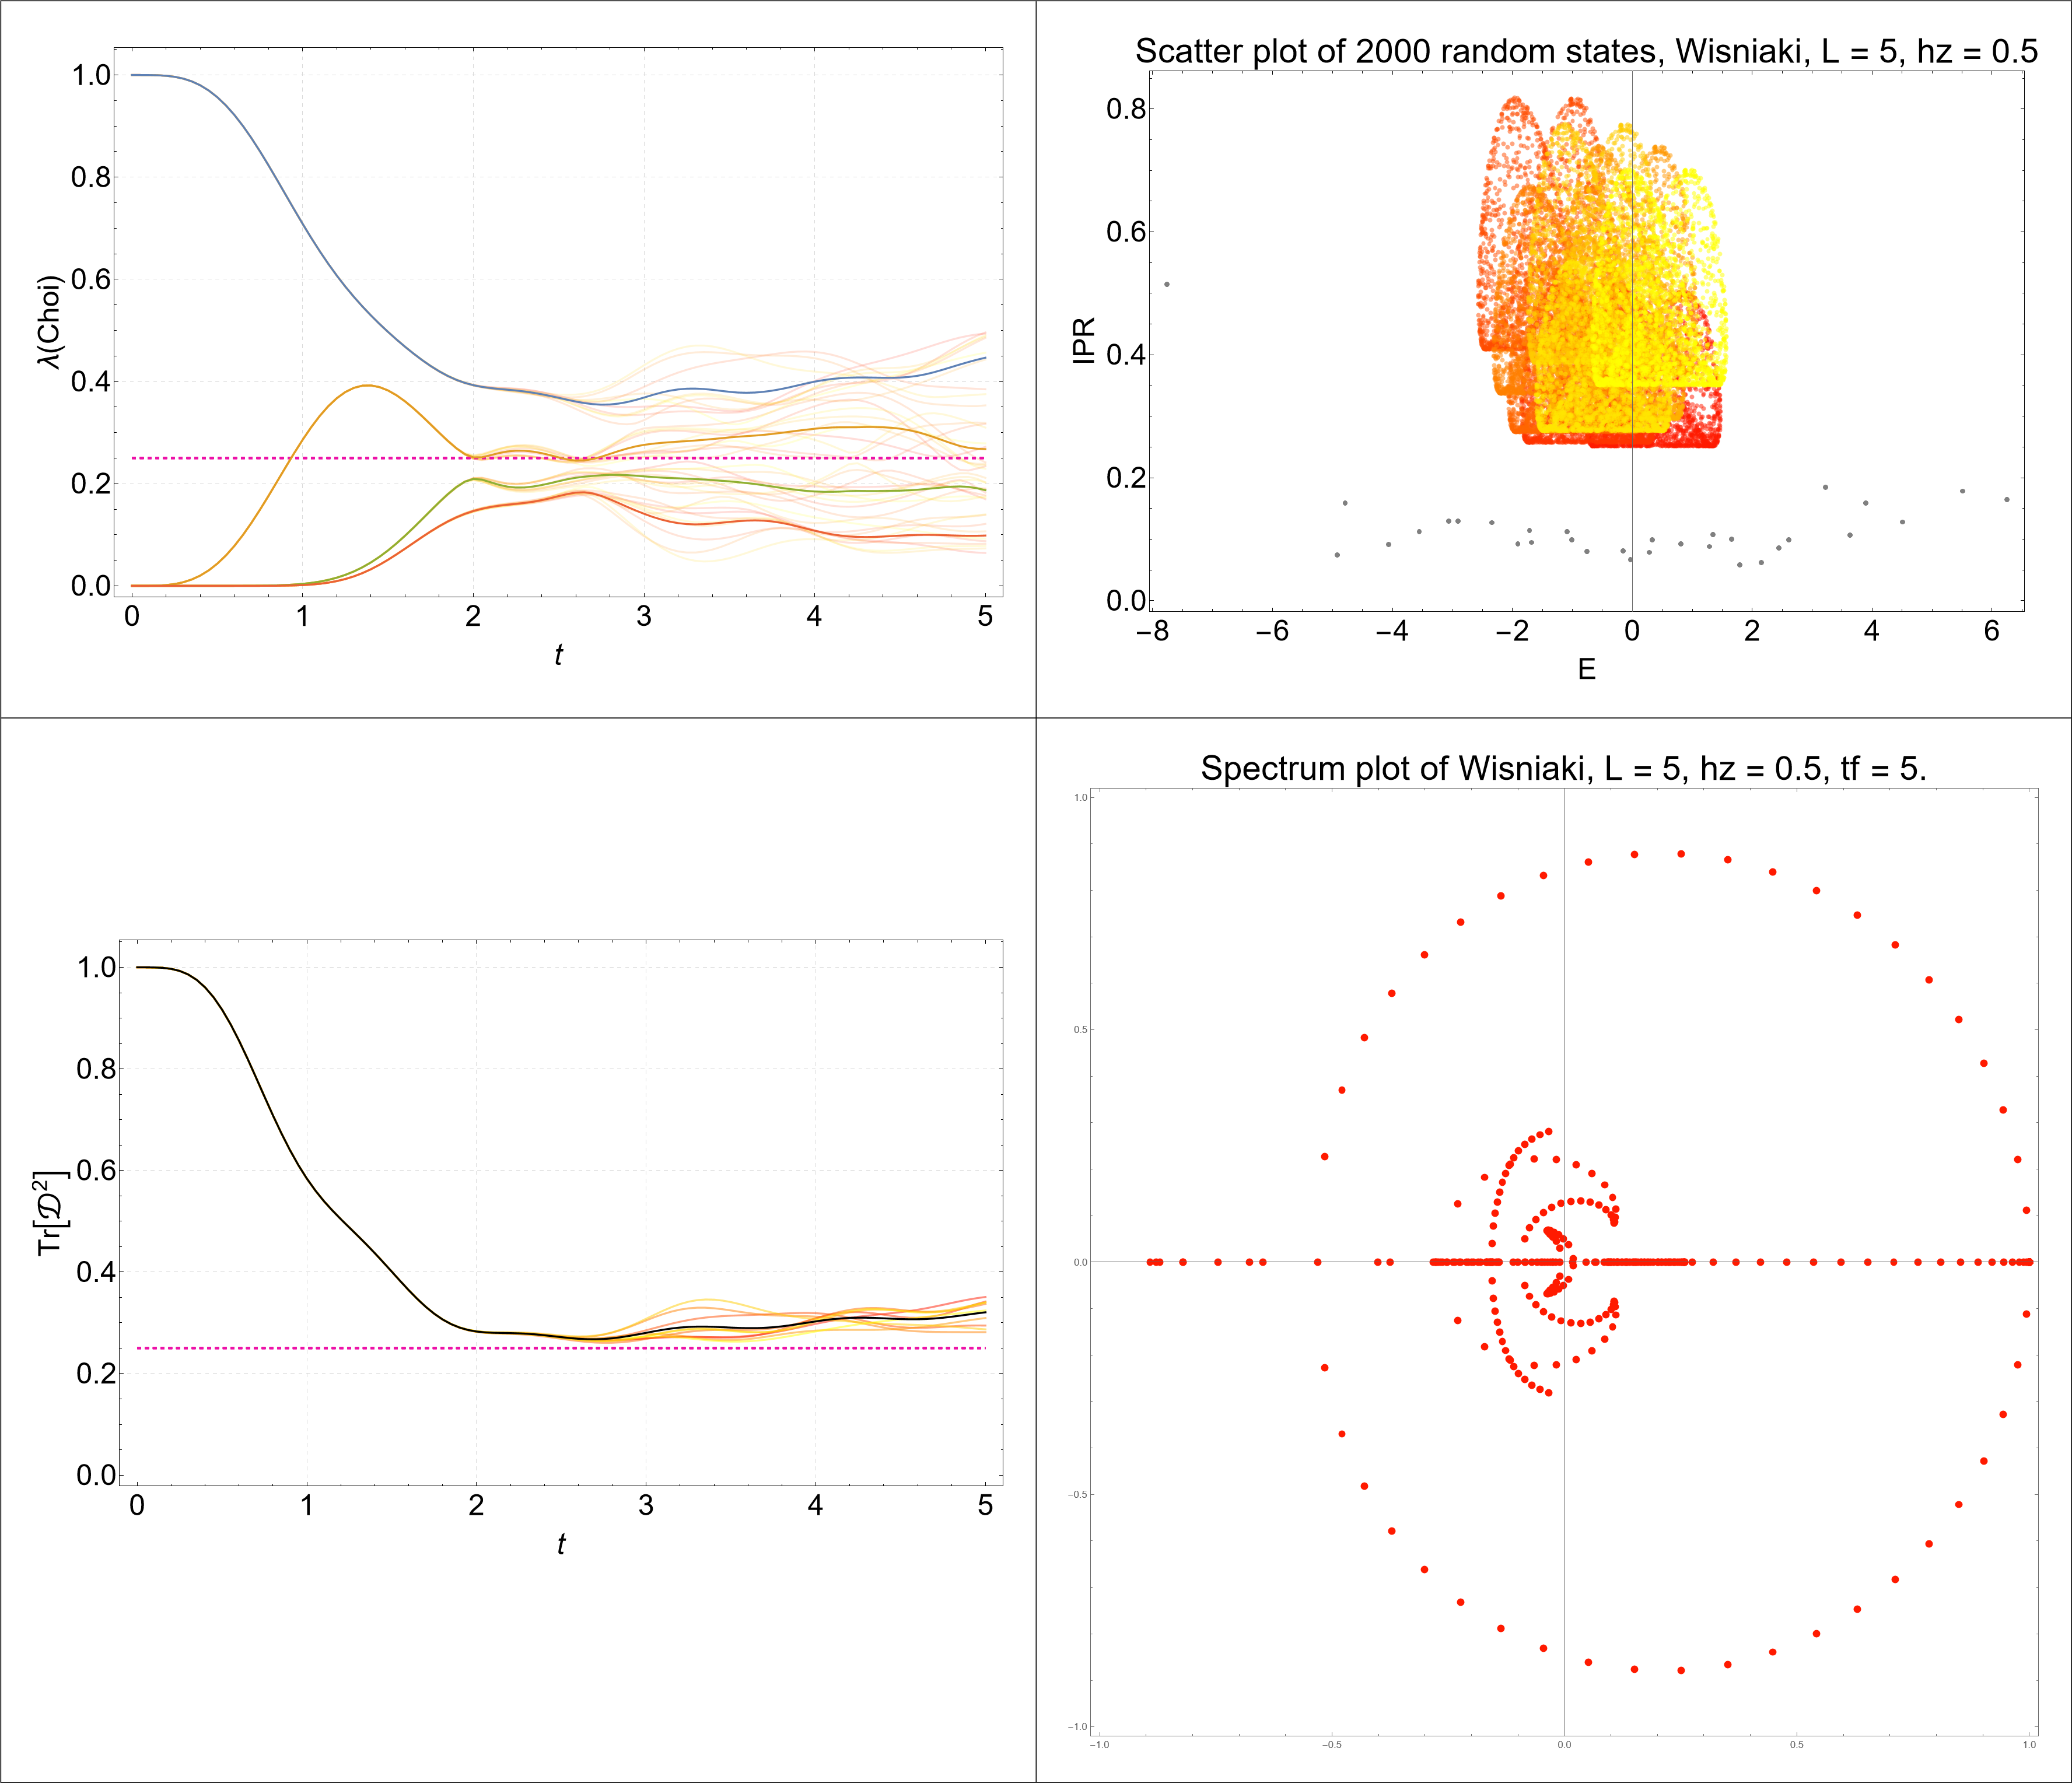 1.0
0.8
0.6
0.4
0.2
0.0
λ(Choi)
0 1 2 3 4 5
t
Scatter plot of 2000 random states, Wisniaki, L = 5, hz = 0.5
0.8
0.6
0.4
0.2
0.0
IPR
−8 −6 −4 −2 0 2 4 6
E
1.0
0.8
0.6
0.4
0.2
0.0
Tr[𝒟²]
0 1 2 3 4 5
t
Spectrum plot of Wisniaki, L = 5, hz = 0.5, tf = 5.
1.0
0.5
0.0
−0.5
−1.0
−1.0 −0.5 0.0 0.5 1.0